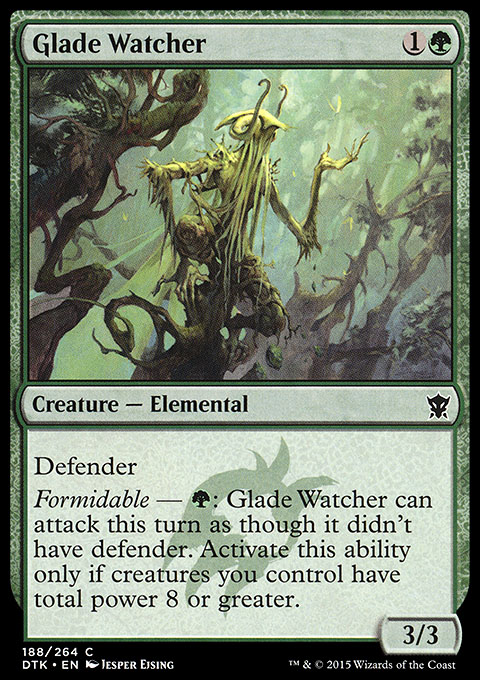 Glade Watcher 1
Creature — Elemental
Defender
Formidable — : Glade Watcher can
attack this turn as though it didn't
have defender. Activate this ability
only if creatures you control have
total power 8 or greater.
3/3
188/264 C
DTK • EN Jesper Ejsing
™ & © 2015 Wizards of the Coast